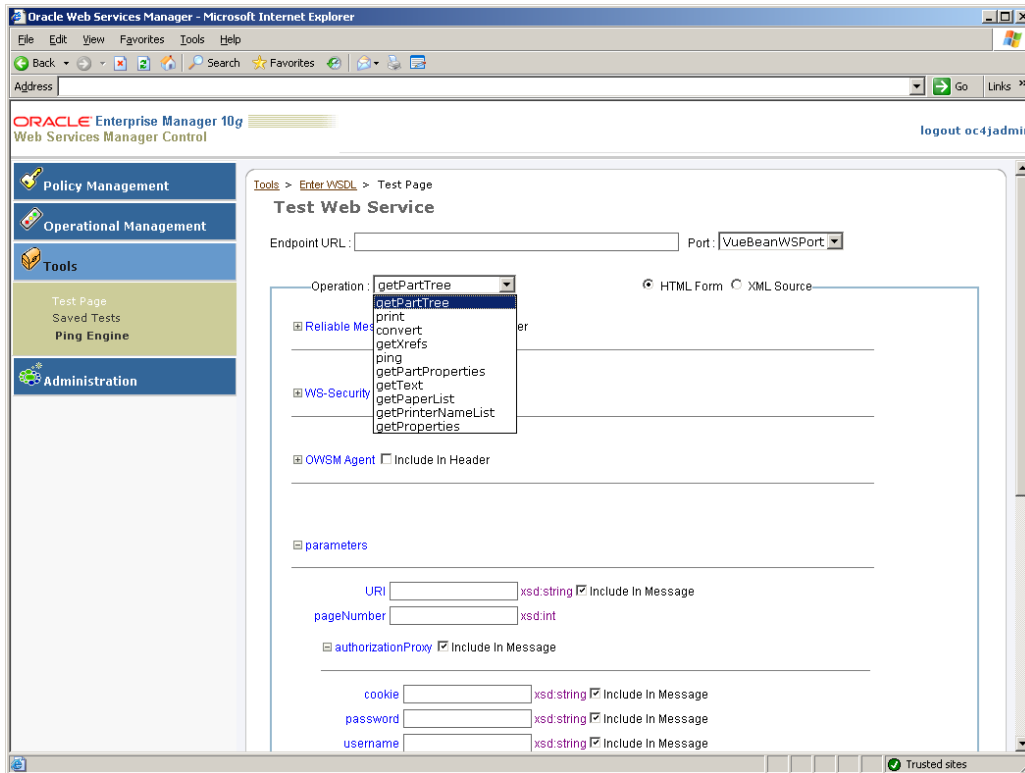 Oracle Web Services Manager - Microsoft Internet Explorer
File Edit View Favorites Tools Help
Back Search Favorites
Address Go Links »
ORACLE Enterprise Manager 10g
Web Services Manager Control
logout oc4jadmin
Policy Management
Operational Management
Tools
Test Page
Saved Tests
Ping Engine
Administration
Tools > Enter WSDL > Test Page
Test Web Service
Endpoint URL : Port : VueBeanWSPort
Operation : getPartTree HTML Form XML Source
getPartTree
print
convert
getXrefs
ping
getPartProperties
getText
getPaperList
getPrinterNameList
getProperties
Reliable Mes er
WS-Security
OWSM Agent Include In Header
parameters
URI xsd:string Include In Message
pageNumber xsd:int
authorizationProxy Include In Message
cookie xsd:string Include In Message
password xsd:string Include In Message
username xsd:string Include In Message
Trusted sites